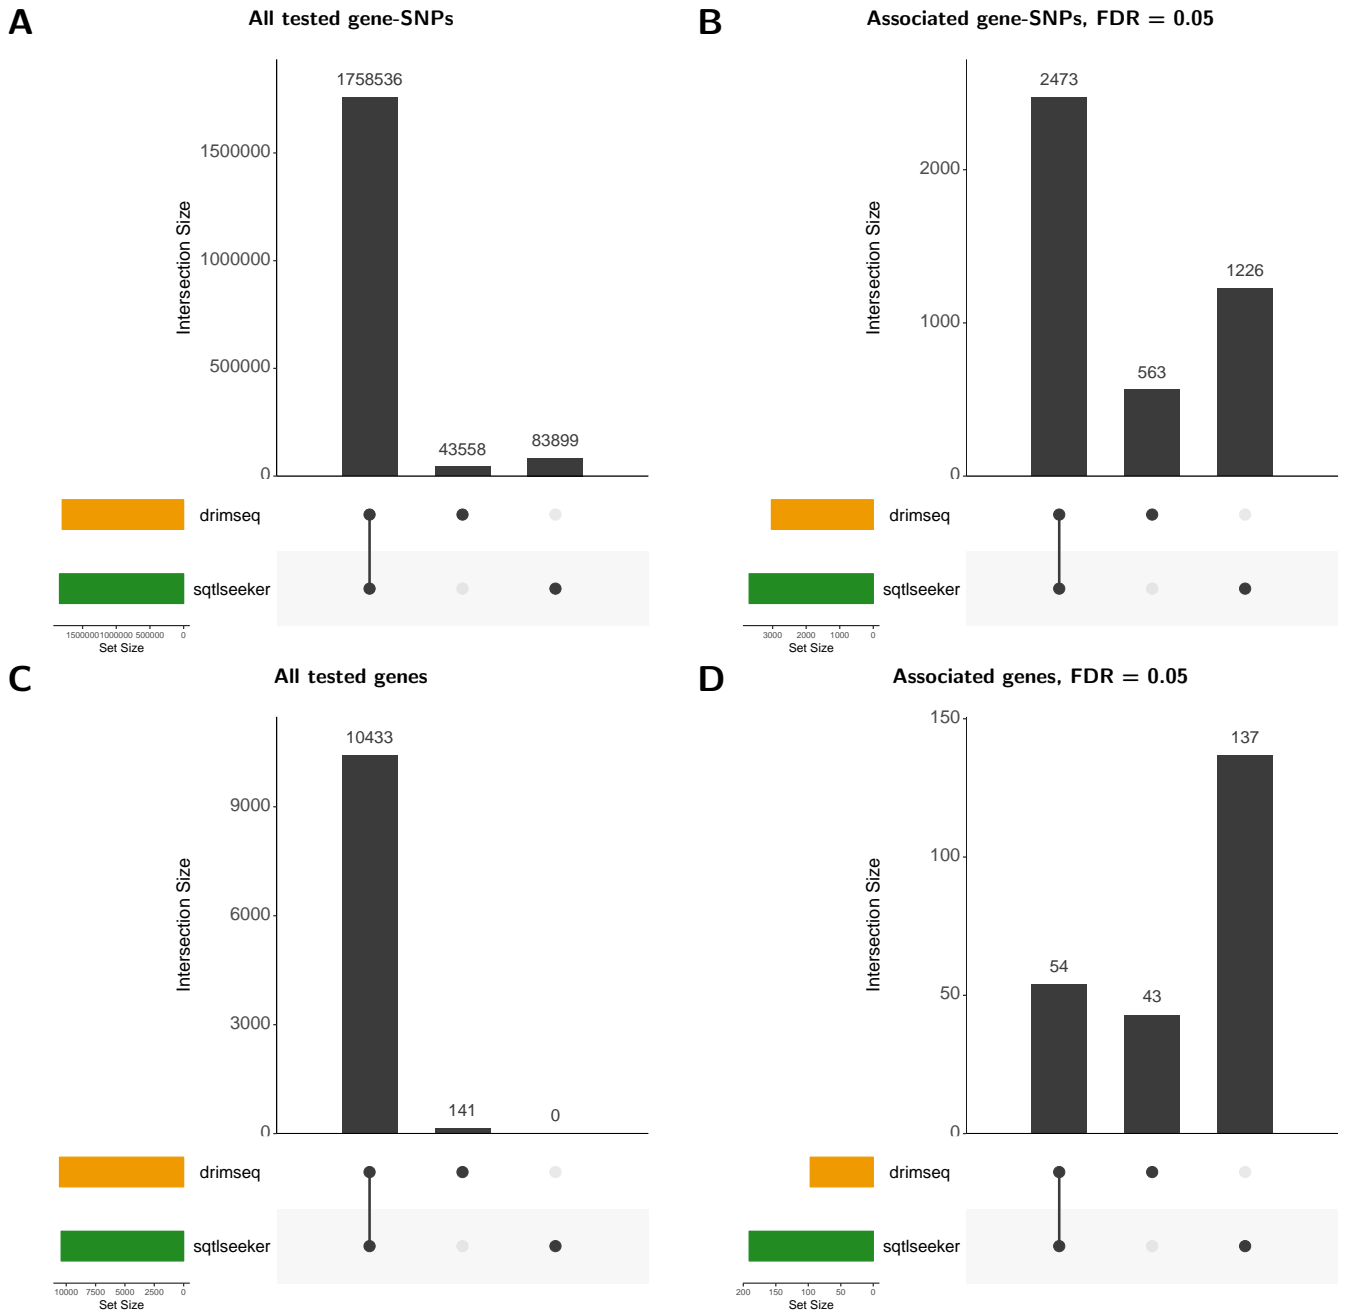 A
All tested gene-SNPs
1758536
1500000
1000000
500000
0
Intersection Size
43558
83899
drimseq
sqtlseeker
1500000 1000000 500000 0
Set Size
B
Associated gene-SNPs, FDR = 0.05
2473
2000
1000
0
Intersection Size
563
1226
drimseq
sqtlseeker
3000 2000 1000 0
Set Size
C
All tested genes
10433
9000
6000
3000
0
Intersection Size
141
0
drimseq
sqtlseeker
10000 7500 5000 2500 0
Set Size
D
Associated genes, FDR = 0.05
150
100
50
0
Intersection Size
54
43
137
drimseq
sqtlseeker
200 150 100 50 0
Set Size